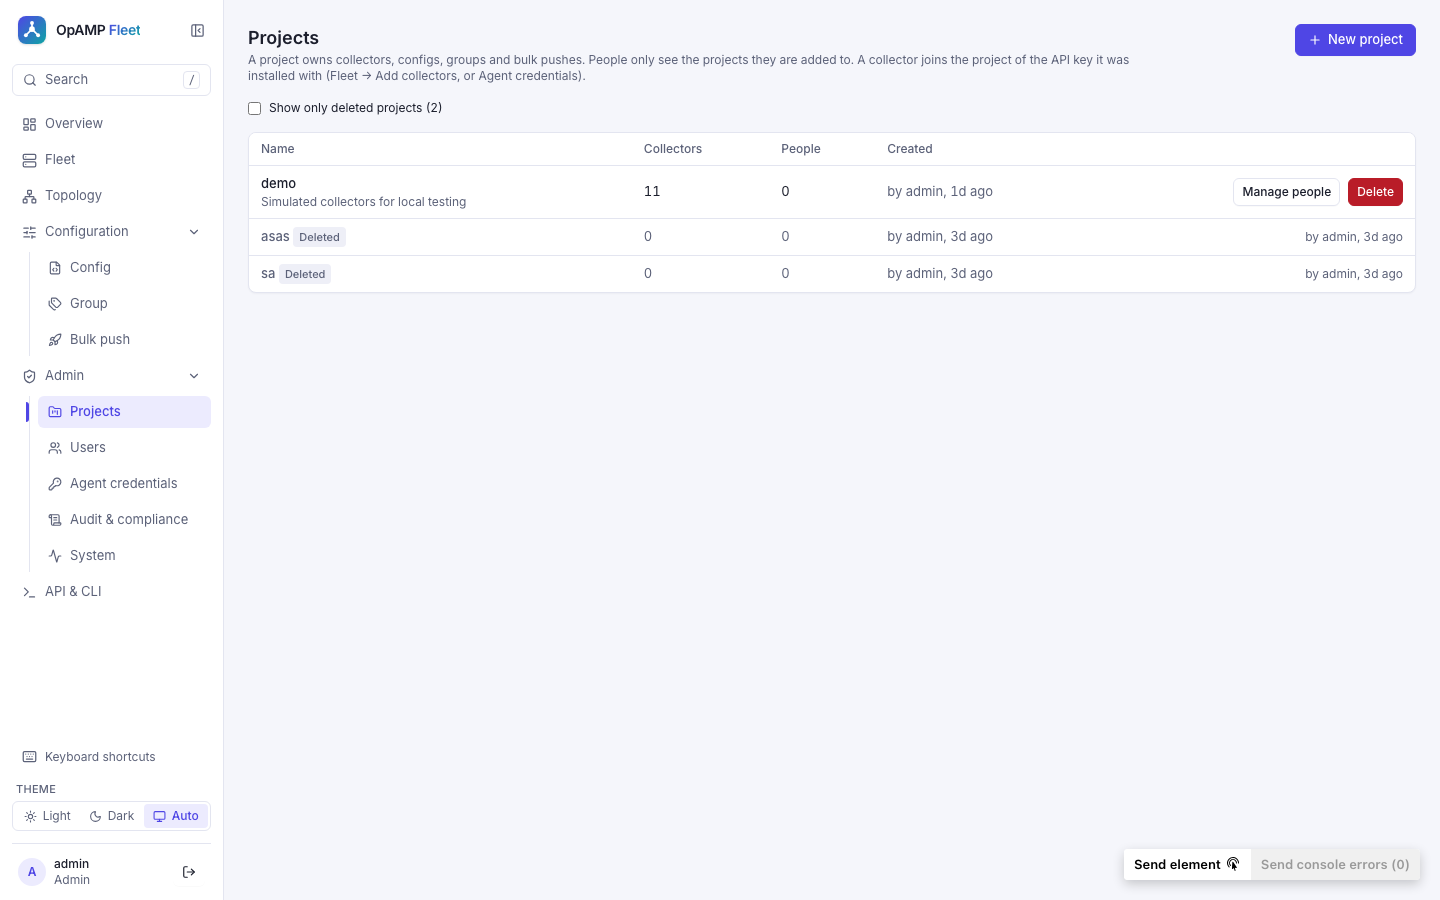 OpAMP Fleet
Search /
Overview
Fleet
Topology
Configuration
Config
Group
Bulk push
Admin
Projects
Users
Agent credentials
Audit & compliance
System
API & CLI
Keyboard shortcuts
THEME
Light Dark Auto
A
admin
Admin
Projects
A project owns collectors, configs, groups and bulk pushes. People only see the projects they are added to. A collector joins the project of the API key it was
installed with (Fleet → Add collectors, or Agent credentials).
New project
Show only deleted projects (2)
Name Collectors People Created
demo
Simulated collectors for local testing
11 0 by admin, 1d ago Manage people Delete
asas Deleted 0 0 by admin, 3d ago by admin, 3d ago
sa Deleted 0 0 by admin, 3d ago by admin, 3d ago
Send element Send console errors (0)